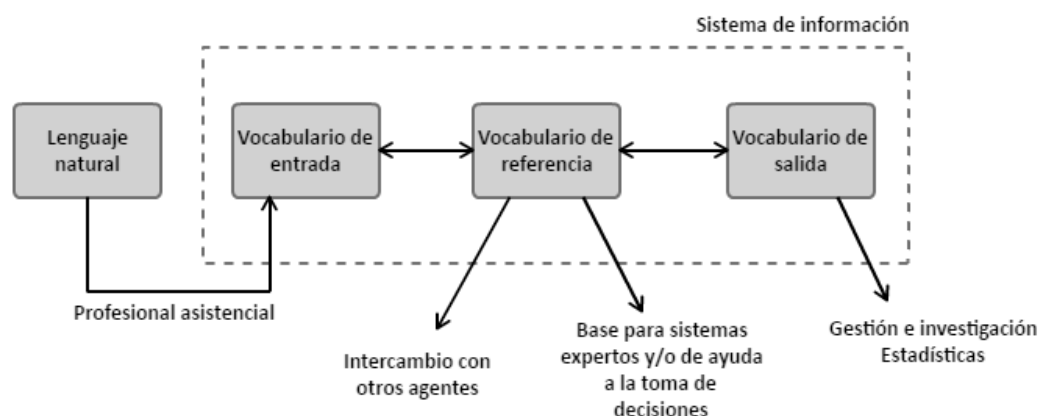 Sistema de información
Lenguaje
natural
Vocabulario de
entrada
Vocabulario de
referencia
Vocabulario de
salida
Profesional asistencial
Intercambio con
otros agentes
Base para sistemas
expertos y/o de ayuda
a la toma de
decisiones
Gestión e investigación
Estadísticas